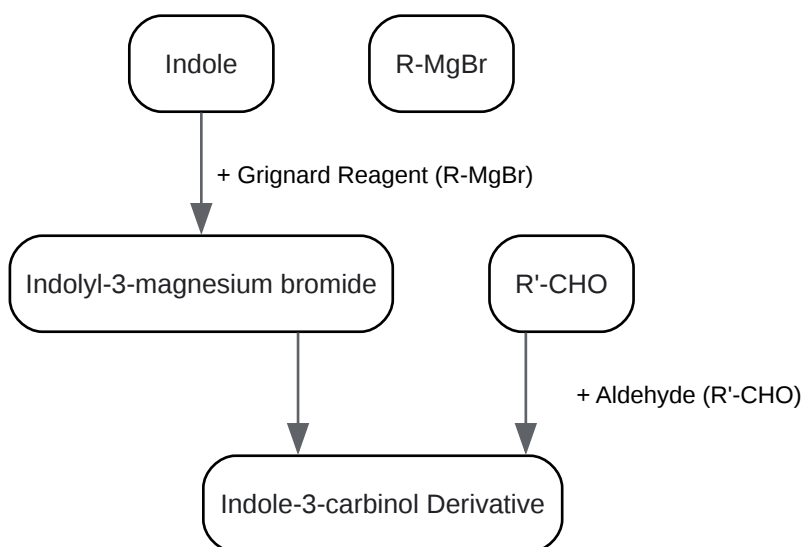 Indole
R-MgBr
+ Grignard Reagent (R-MgBr)
Indolyl-3-magnesium bromide
R'-CHO
+ Aldehyde (R'-CHO)
Indole-3-carbinol Derivative